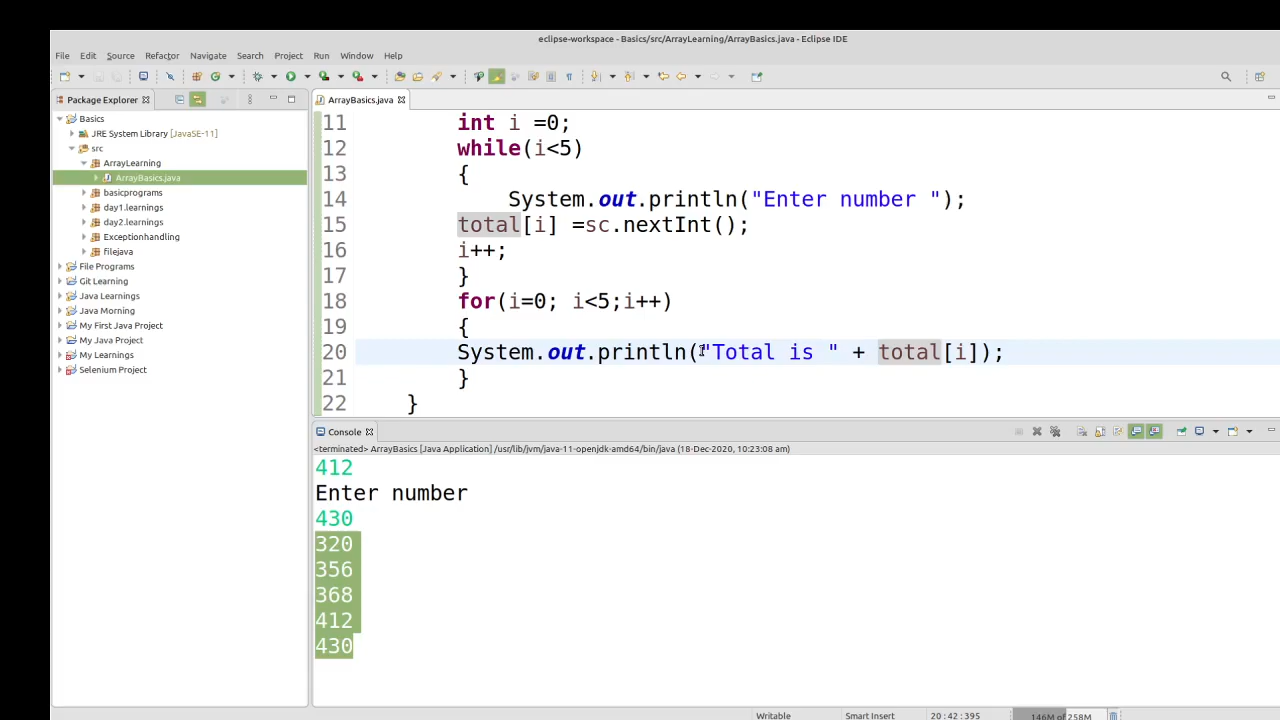 eclipse-workspace - Basics/src/ArrayLearning/ArrayBasics.java - Eclipse IDE
File Edit Source Refactor Navigate Search Project Run Window Help
Package Explorer
Basics
JRE System Library [JavaSE-11]
src
ArrayLearning
ArrayBasics.java
basicprograms
day1.learnings
day2.learnings
Exceptionhandling
filejava
File Programs
Git Learning
Java Learnings
Java Morning
My First Java Project
My Java Project
My Learnings
Selenium Project
ArrayBasics.java
11 int i =0;
12 while(i<5)
13 {
14 System.out.println("Enter number ");
15 total[i] =sc.nextInt();
16 i++;
17 }
18 for(i=0; i<5;i++)
19 {
20 System.out.println("Total is " + total[i]);
21 }
22 }
Console
<terminated> ArrayBasics [Java Application] /usr/lib/jvm/java-11-openjdk-amd64/bin/java (18-Dec-2020, 10:23:08 am)
412
Enter number
430
320
356
368
412
430
Writable Smart Insert 20:42:395 146M of 258M